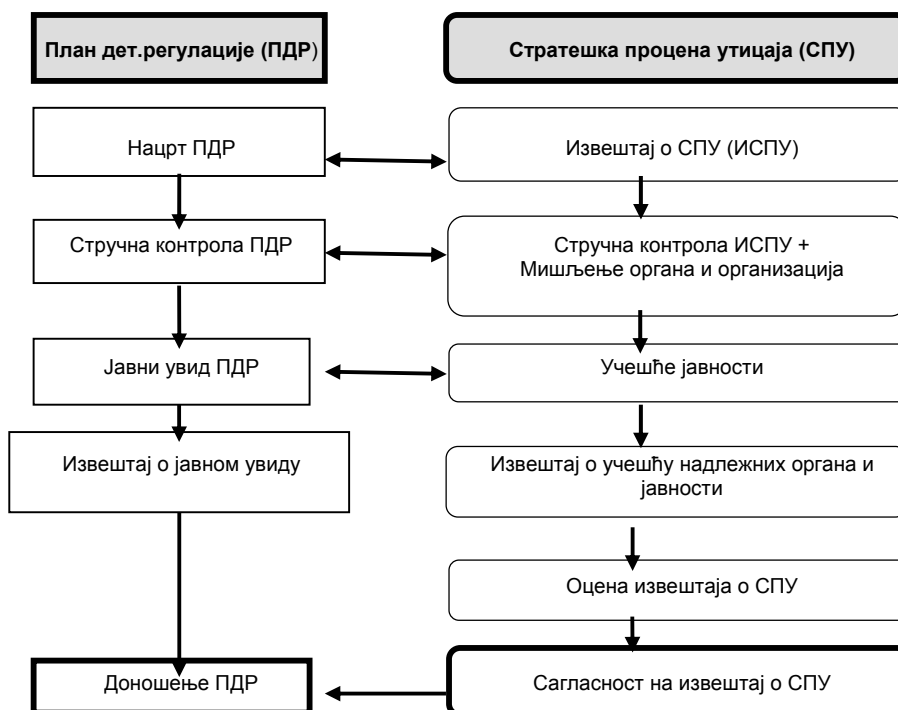 План дет.регулације (ПДР)
Стратешка процена утицаја (СПУ)
Нацрт ПДР
Извештај о СПУ (ИСПУ)
Стручна контрола ПДР
Стручна контрола ИСПУ +
Мишљење органа и организација
Јавни увид ПДР
Учешће јавности
Извештај о јавном увиду
Извештај о учешћу надлежних органа и
јавности
Оцена извештаја о СПУ
Доношење ПДР
Сагласност на извештај о СПУ